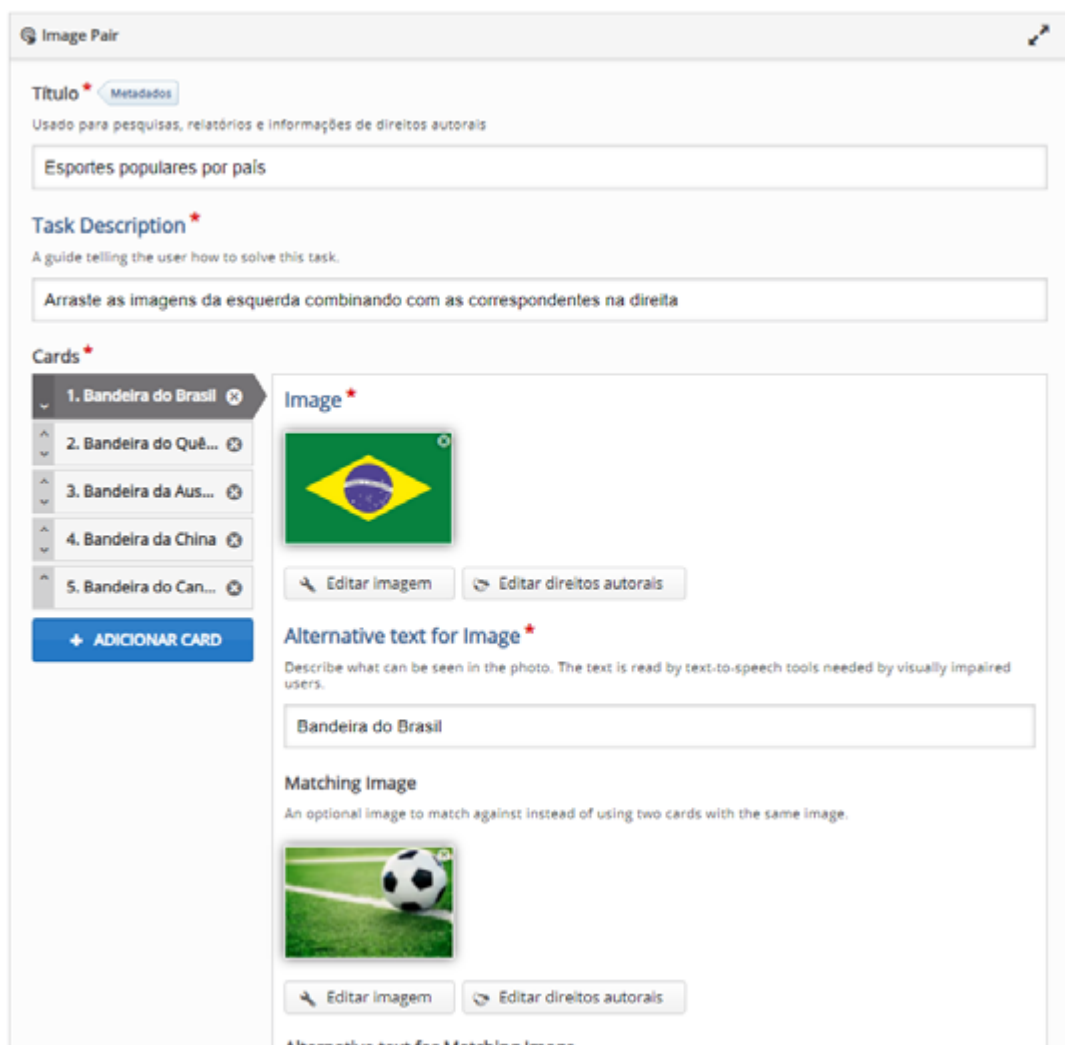 Image Pair
Título * Metadados
Usado para pesquisas, relatórios e informações de direitos autorais
Esportes populares por país
Task Description *
A guide telling the user how to solve this task.
Arraste as imagens da esquerda combinando com as correspondentes na direita
Cards *
1. Bandeira do Brasil
2. Bandeira do Quê...
3. Bandeira da Aus...
4. Bandeira da China
5. Bandeira do Can...
+ ADICIONAR CARD
Image *
Editar imagem
Editar direitos autorais
Alternative text for Image *
Describe what can be seen in the photo. The text is read by text-to-speech tools needed by visually impaired
users.
Bandeira do Brasil
Matching Image
An optional image to match against instead of using two cards with the same image.
Editar imagem
Editar direitos autorais
Alternative text for Matching Image